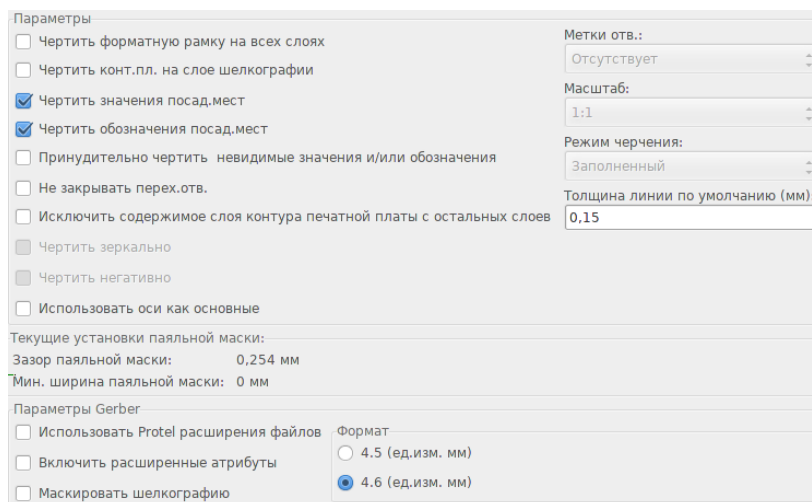 Параметры
Чертить форматную рамку на всех слоях
Чертить конт.пл. на слое шелкографии
Чертить значения посад.мест
Чертить обозначения посад.мест
Принудительно чертить невидимые значения и/или обозначения
Не закрывать перех.отв.
Исключить содержимое слоя контура печатной платы с остальных слоев
Чертить зеркально
Чертить негативно
Использовать оси как основные
Метки отв.:
Отсутствует
Масштаб:
1:1
Режим черчения:
Заполненный
Толщина линии по умолчанию (мм)
0,15
Текущие установки паяльной маски:
Зазор паяльной маски: 0,254 мм
Мин. ширина паяльной маски: 0 мм
Параметры Gerber
Использовать Protel расширения файлов
Включить расширенные атрибуты
Маскировать шелкографию
Формат
4.5 (ед.изм. мм)
4.6 (ед.изм. мм)